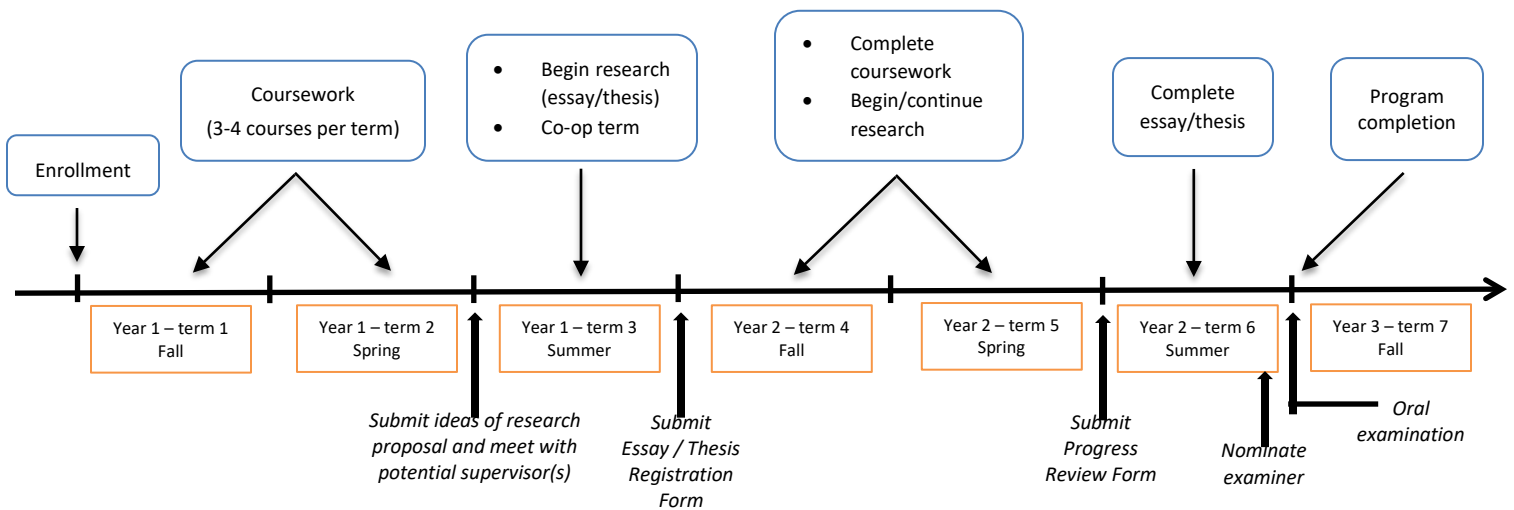 Enrollment
Coursework
(3-4 courses per term)
• Begin research
(essay/thesis)
• Co-op term
• Complete
coursework
• Begin/continue
research
Complete
essay/thesis
Program
completion
Year 1 – term 1
Fall
Year 1 – term 2
Spring
Year 1 – term 3
Summer
Year 2 – term 4
Fall
Year 2 – term 5
Spring
Year 2 – term 6
Summer
Year 3 – term 7
Fall
Submit ideas of research
proposal and meet with
potential supervisor(s)
Submit
Essay / Thesis
Registration
Form
Submit
Progress
Review Form
Nominate
examiner
Oral
examination